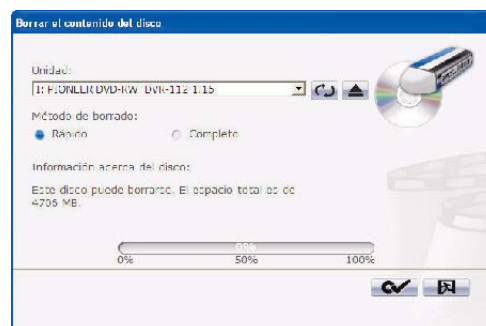 Borrar el contenido del disco
Unidad:
I: PIONEER DVD-RW DVR-112 1.15
Método de borrado:
Rápido
Completo
Información acerca del disco:
Este disco puede borrarse. El espacio total es de
4706 MB.
0%
0%
50%
100%